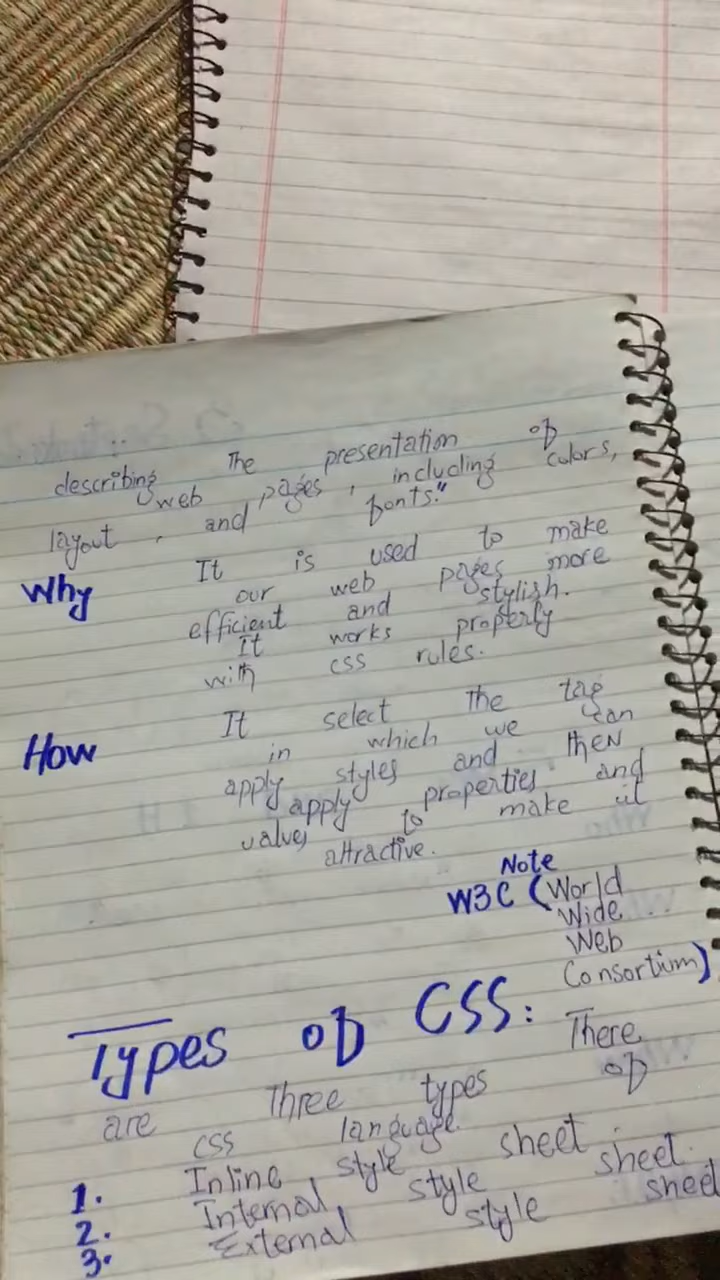 describing The presentation of
web pages, including colors,
layout, and fonts."
Why It is used to make
our web pages more
efficient and stylish.
It works properly
with css rules.
How It select The tag
in which we can
apply styles and then
apply properties and
values to make it
attractive.
Note
W3C (World
Wide
Web
Consortium)
Types of CSS: There
are Three types of
css language.
1. Inline style sheet.
2. Internal style sheet.
3. External style sheet